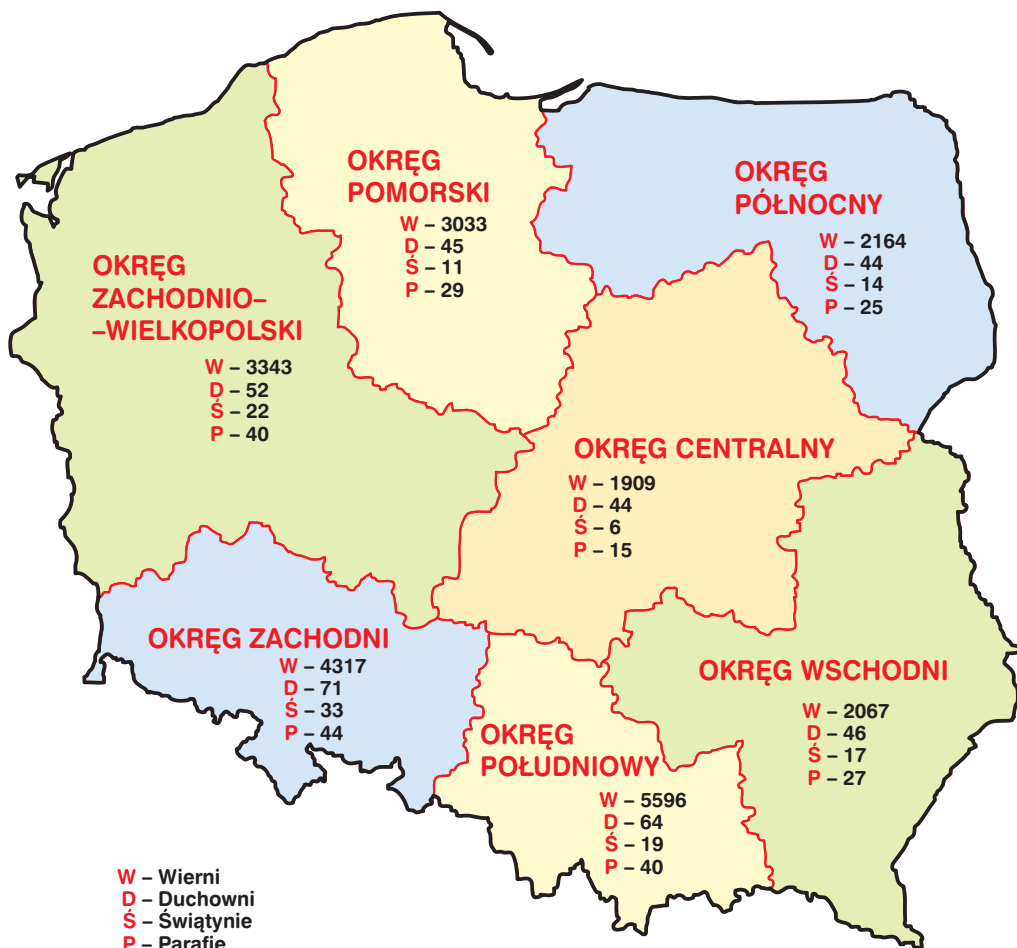 OKRĘG
POMORSKI
W – 3033
D – 45
Ś – 11
P – 29
OKRĘG
PÓŁNOCNY
W – 2164
D – 44
Ś – 14
P – 25
OKRĘG
ZACHODNIO–
–WIELKOPOLSKI
W – 3343
D – 52
Ś – 22
P – 40
OKRĘG CENTRALNY
W – 1909
D – 44
Ś – 6
P – 15
OKRĘG ZACHODNI
W – 4317
D – 71
Ś – 33
P – 44
OKRĘG WSCHODNI
W – 2067
D – 46
Ś – 17
P – 27
OKRĘG
POŁUDNIOWY
W – 5596
D – 64
Ś – 19
P – 40
W – Wierni
D – Duchowni
Ś – Świątynie
P – Parafie